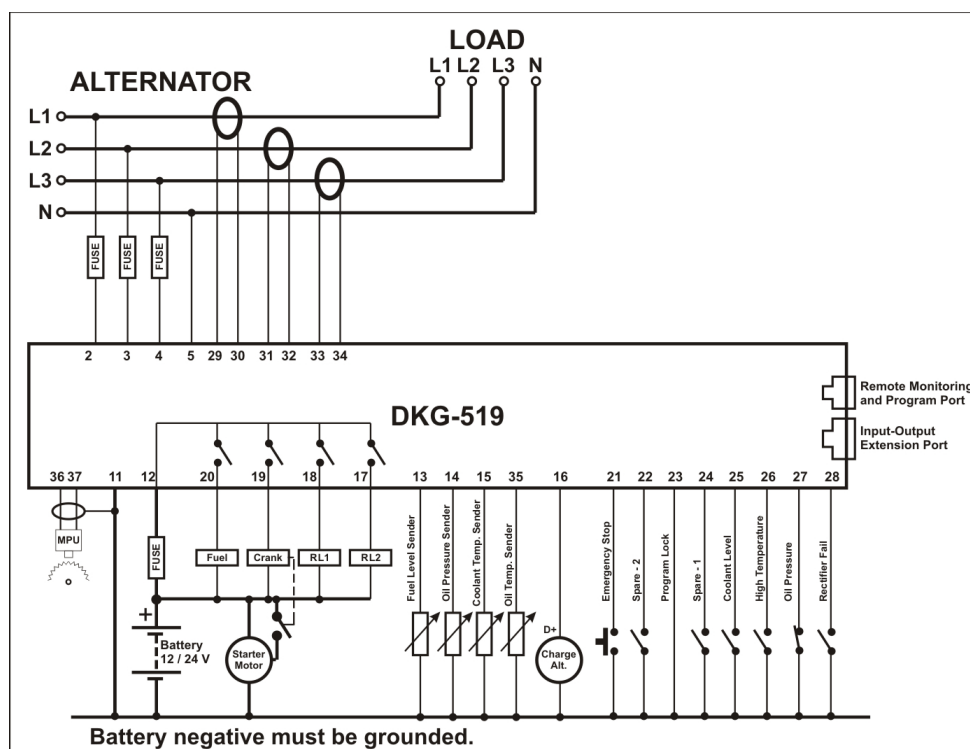 LOAD
L1 L2 L3 N
ALTERNATOR
L1
L2
L3
N
FUSE
FUSE
FUSE
2 3 4 5 29 30 31 32 33 34
DKG-519
Remote Monitoring
and Program Port
Input-Output
Extension Port
36 37 11 12 20 19 18 17 13 14 15 35 16 21 22 23 24 25 26 27 28
MPU
FUSE
Fuel
Crank
RL1
RL2
Fuel Level Sender
Oil Pressure Sender
Coolant Temp. Sender
Oil Temp. Sender
Emergency Stop
Spare - 2
Program Lock
Spare - 1
Coolant Level
High Temperature
Oil Pressure
Rectifier Fail
+
Battery
12 / 24 V
Starter
Motor
D+
Charge
Alt.
Battery negative must be grounded.